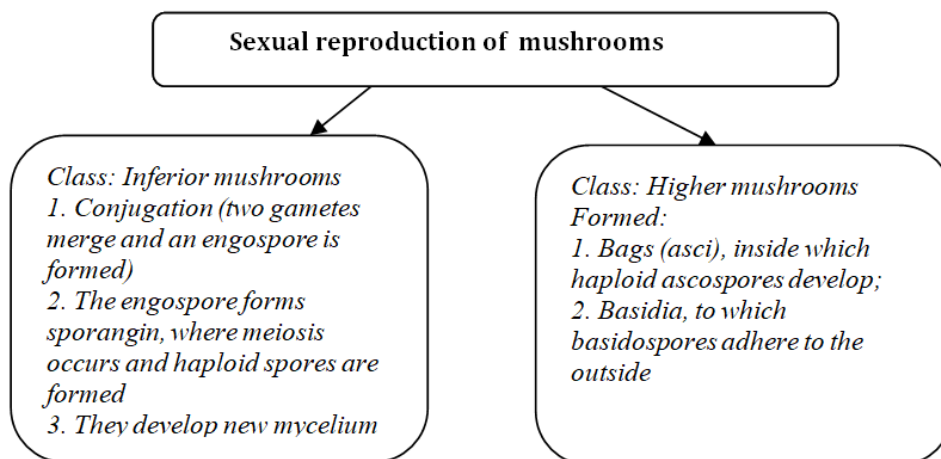 Sexual reproduction of mushrooms
Class: Inferior mushrooms
1. Conjugation (two gametes
merge and an engospore is
formed)
2. The engospore forms
sporangin, where meiosis
occurs and haploid spores are
formed
3. They develop new mycelium
Class: Higher mushrooms
Formed:
1. Bags (asci), inside which
haploid ascospores develop;
2. Basidia, to which
basidospores adhere to the
outside